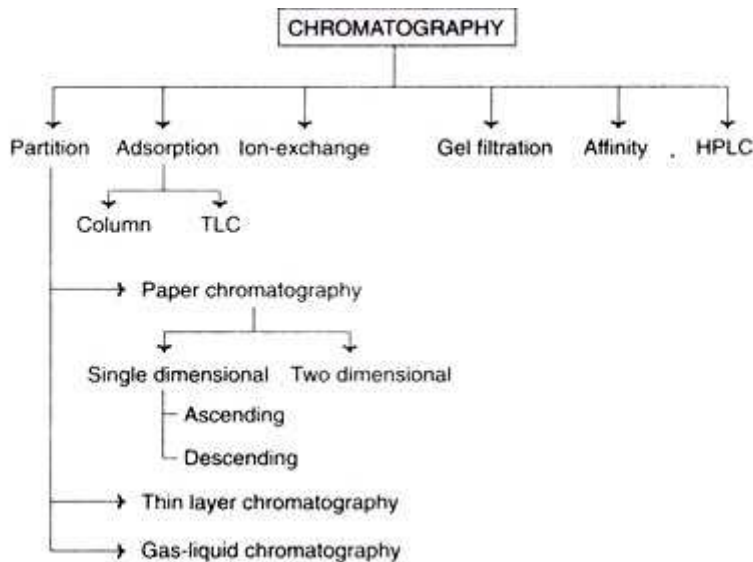 CHROMATOGRAPHY
Partition Adsorption Ion-exchange Gel filtration Affinity . HPLC
Column TLC
Paper chromatography
Single dimensional Two dimensional
Ascending
Descending
Thin layer chromatography
Gas-liquid chromatography